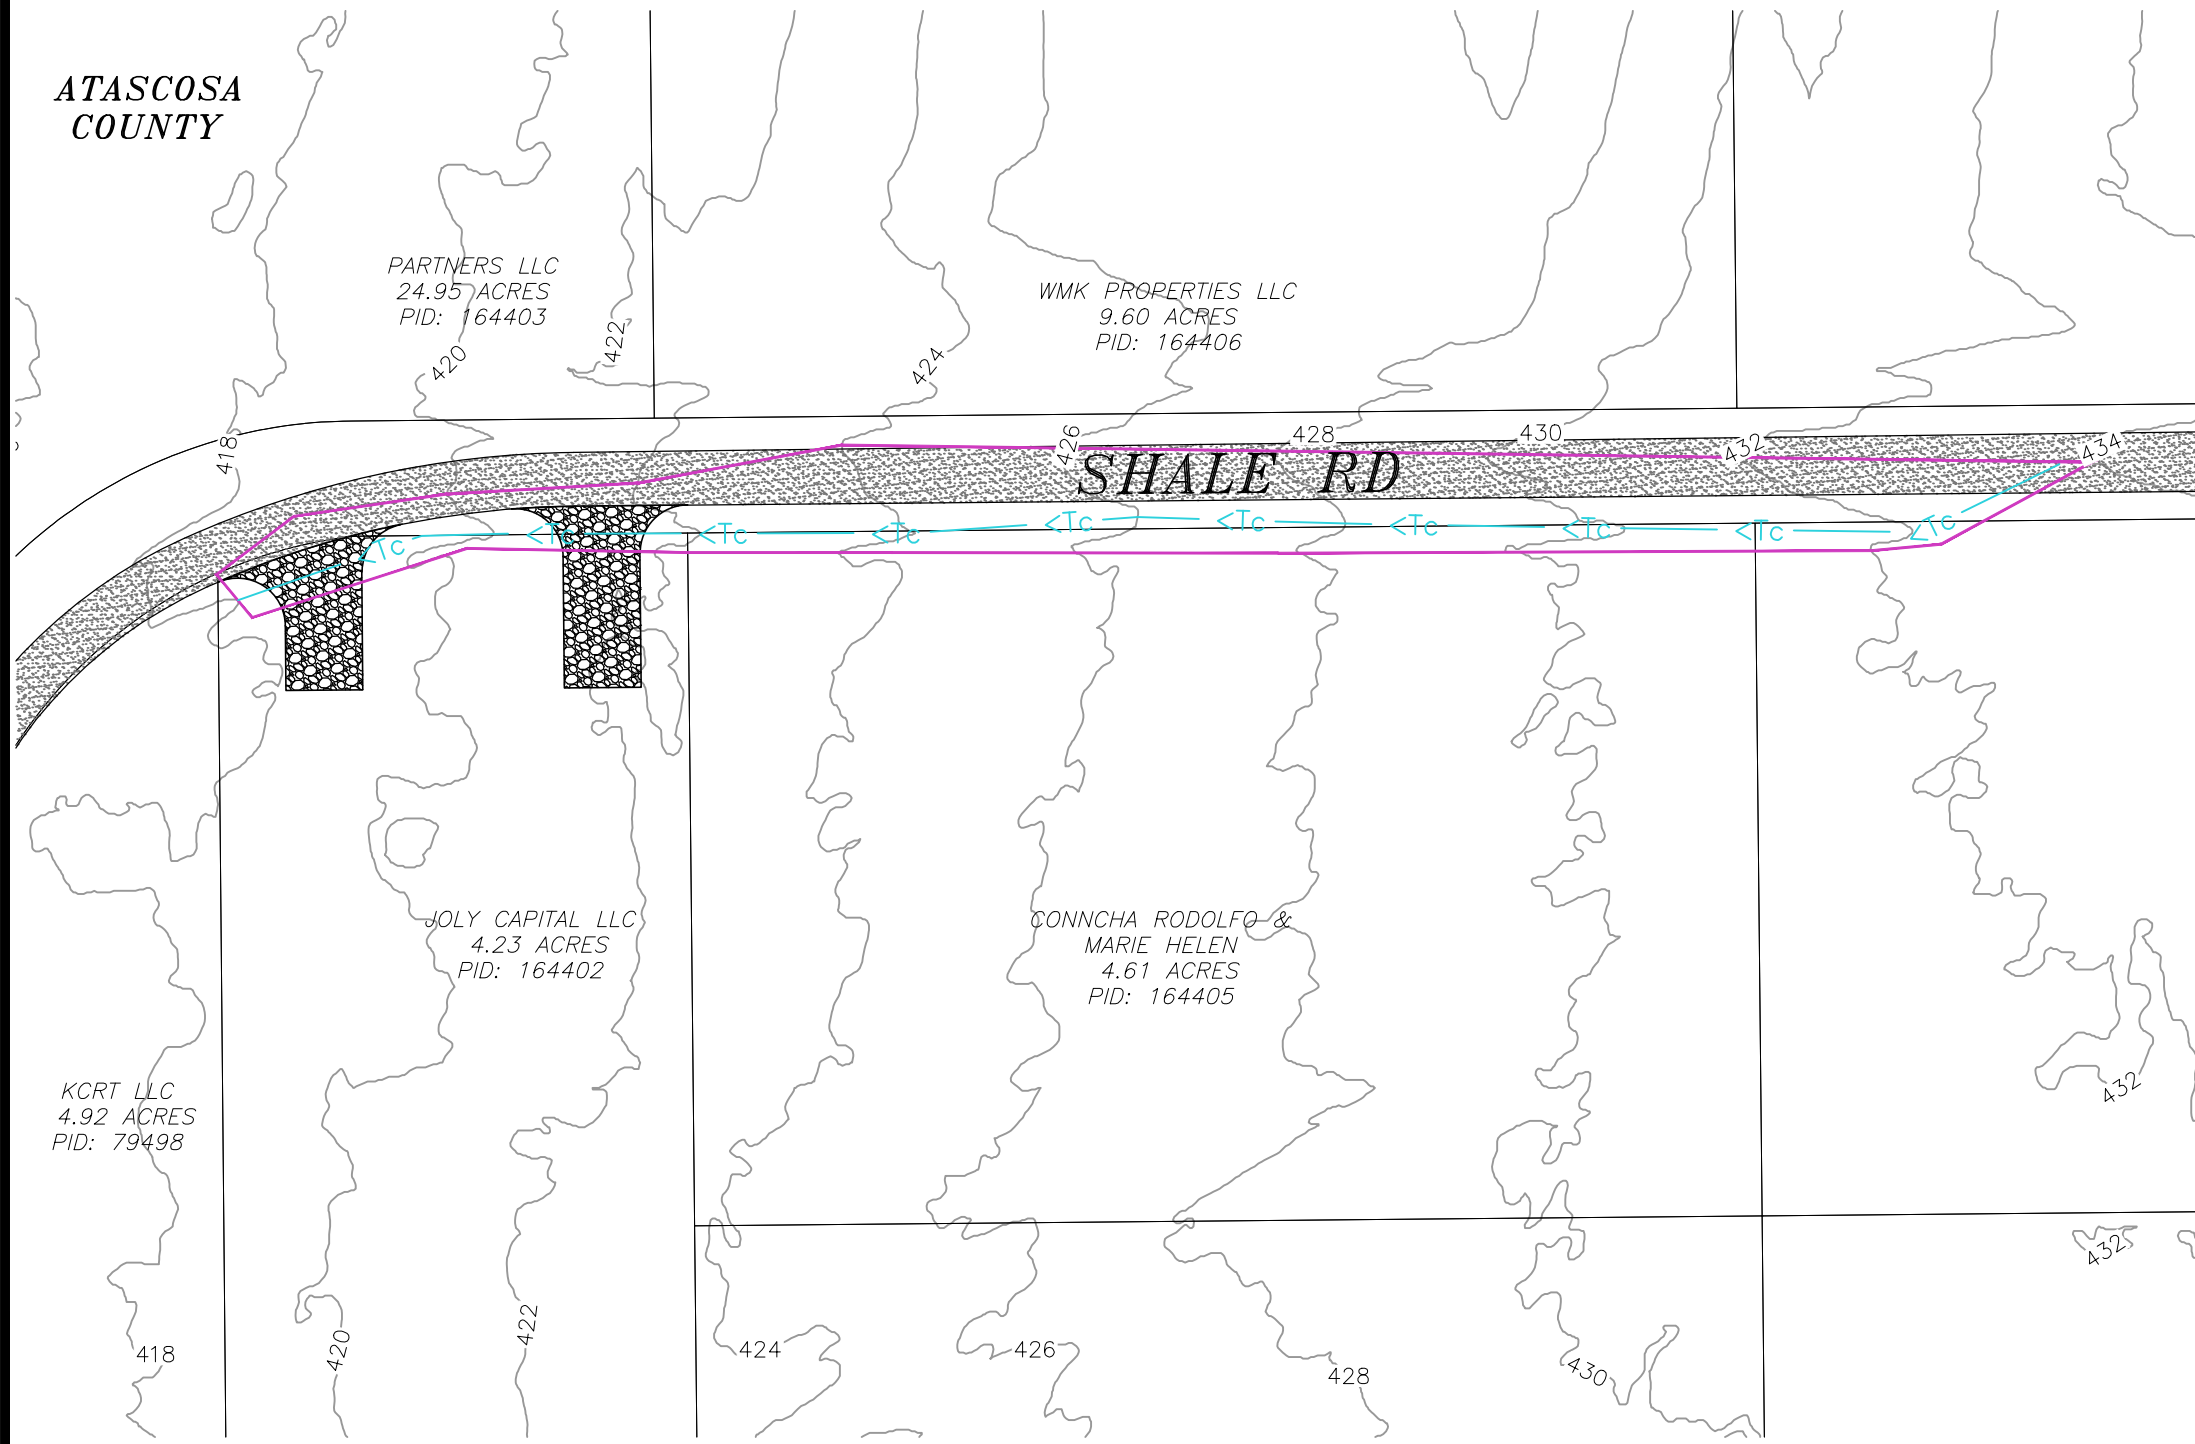 ATASCOSA
COUNTY
PARTNERS LLC
24.95 ACRES
PID: 164403
WMK PROPERTIES LLC
9.60 ACRES
PID: 164406
422
420
424
418
426
428
430
432
434
SHALE RD
<Tc
<Tc
<Tc
<Tc
<Tc
<Tc
<Tc
<Tc
<Tc
<Tc
JOLY CAPITAL LLC
4.23 ACRES
PID: 164402
CONNCHA RODOLFO &
MARIE HELEN
4.61 ACRES
PID: 164405
KCRT LLC
4.92 ACRES
PID: 79498
432
432
418
420
422
424
426
428
430